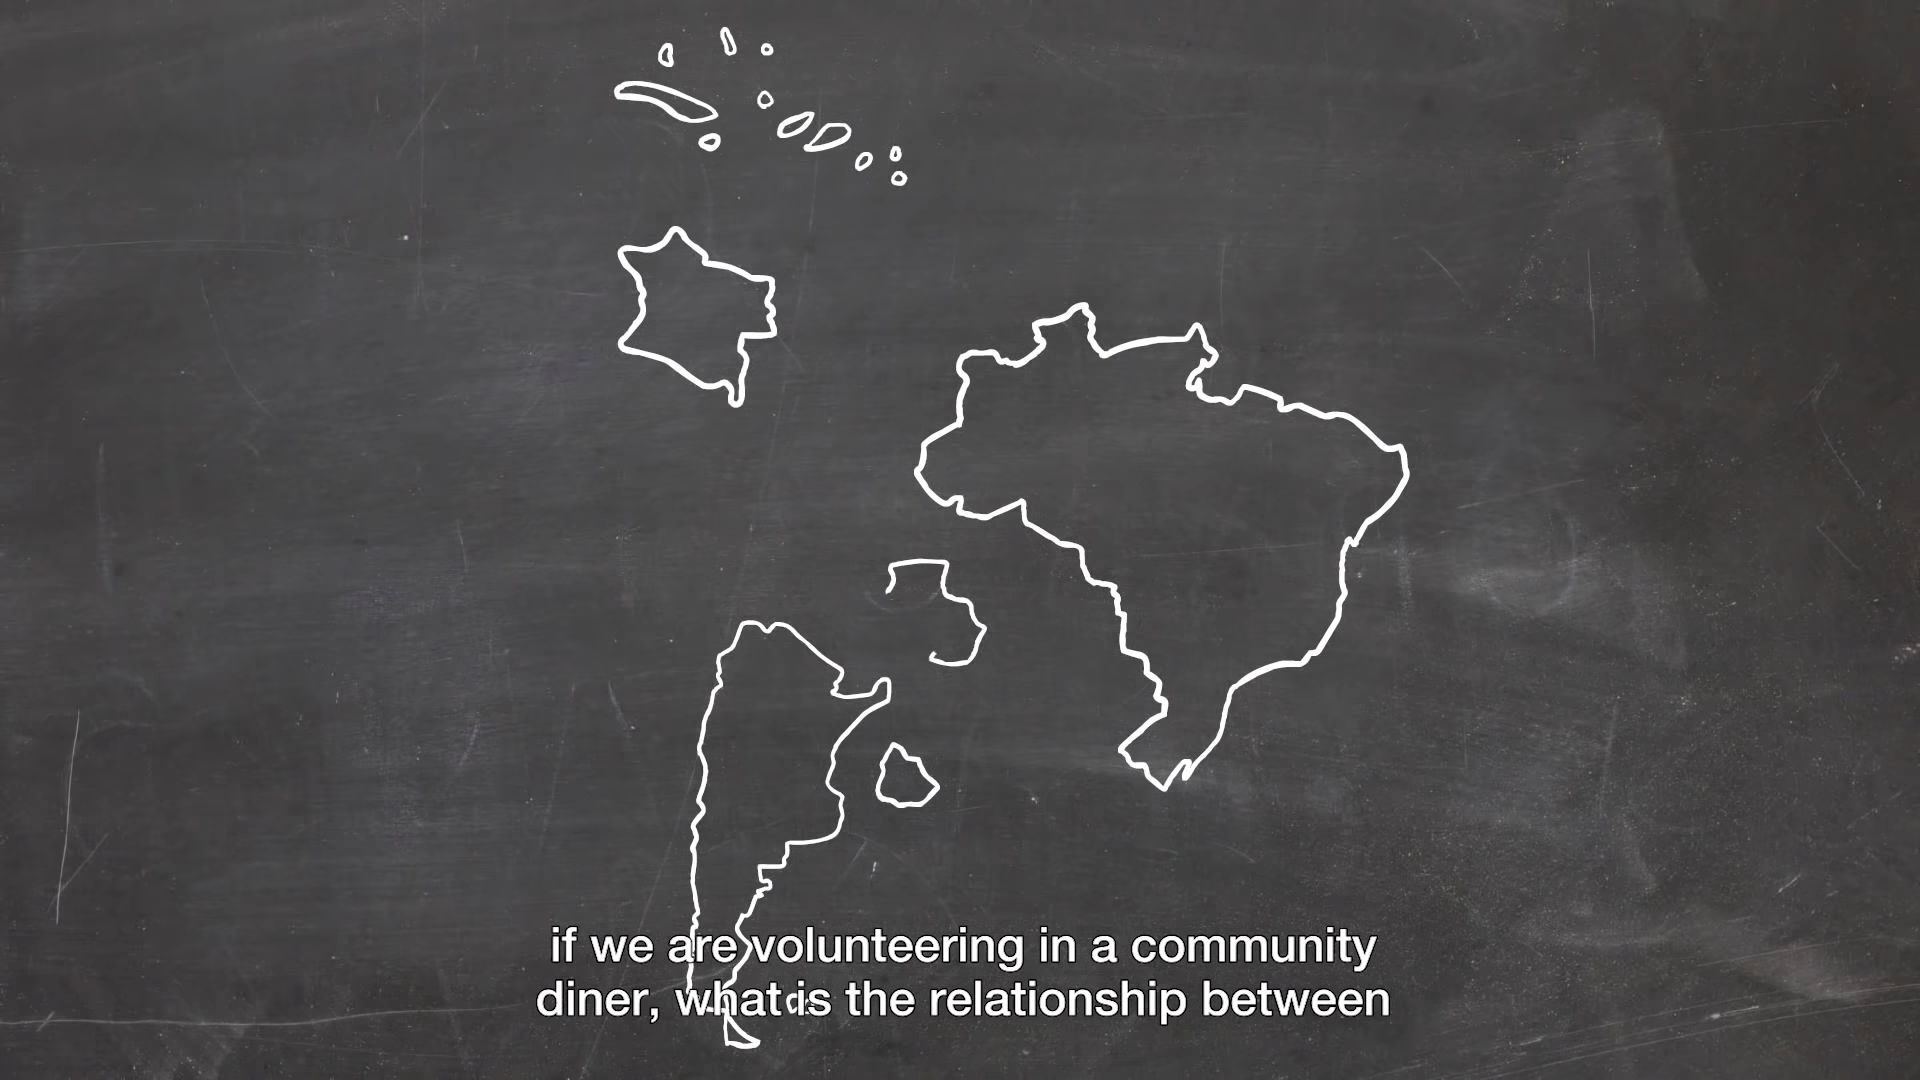 if we are volunteering in a community
diner, what is the relationship between